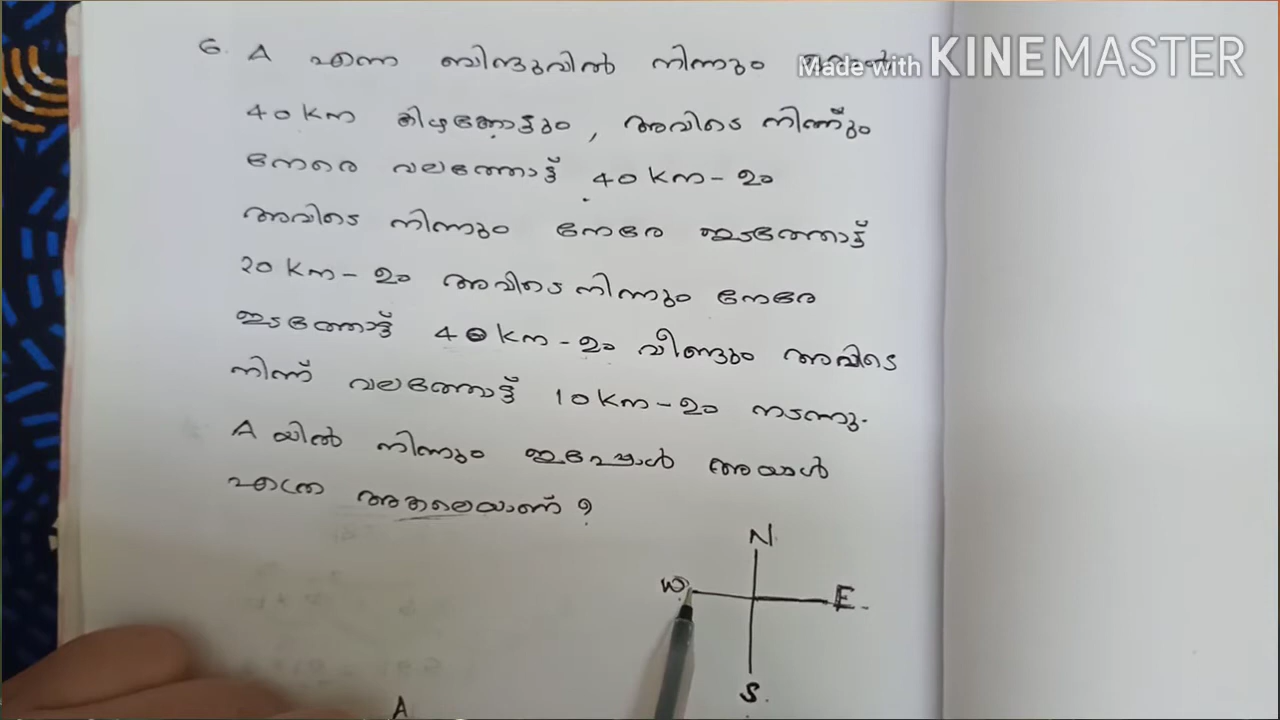 6. A എന്ന ബിന്ദുവിൽ നിന്നും
Made with KINEMASTER
40 km കിഴക്കോട്ടും, അവിടെ നിന്നും
നേരെ വലത്തോട്ട് 40 km - ഉം
അവിടെ നിന്നും നേരെ ഇടത്തോട്ട്
20 km - ഉം അവിടെ നിന്നും നേരെ
ഇടത്തോട്ട് 40 km - ഉം വീണ്ടും അവിടെ
നിന്ന് വലത്തോട്ട് 10 km - ഉം നടന്നു.
A യിൽ നിന്നും ഇപ്പോൾ അയാൾ
എത്ര അകലെയാണ് ?
N
W E.
S.
A